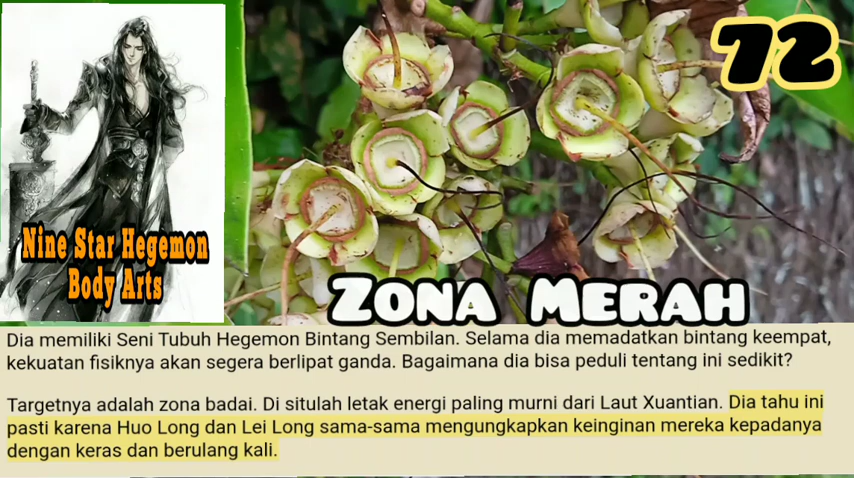 72
Nine Star Hegemon
Body Arts
ZONA MERAH
Dia memiliki Seni Tubuh Hegemon Bintang Sembilan. Selama dia memadatkan bintang keempat,
kekuatan fisiknya akan segera berlipat ganda. Bagaimana dia bisa peduli tentang ini sedikit?
Targetnya adalah zona badai. Di situlah letak energi paling murni dari Laut Xuantian. Dia tahu ini
pasti karena Huo Long dan Lei Long sama-sama mengungkapkan keinginan mereka kepadanya
dengan keras dan berulang kali.